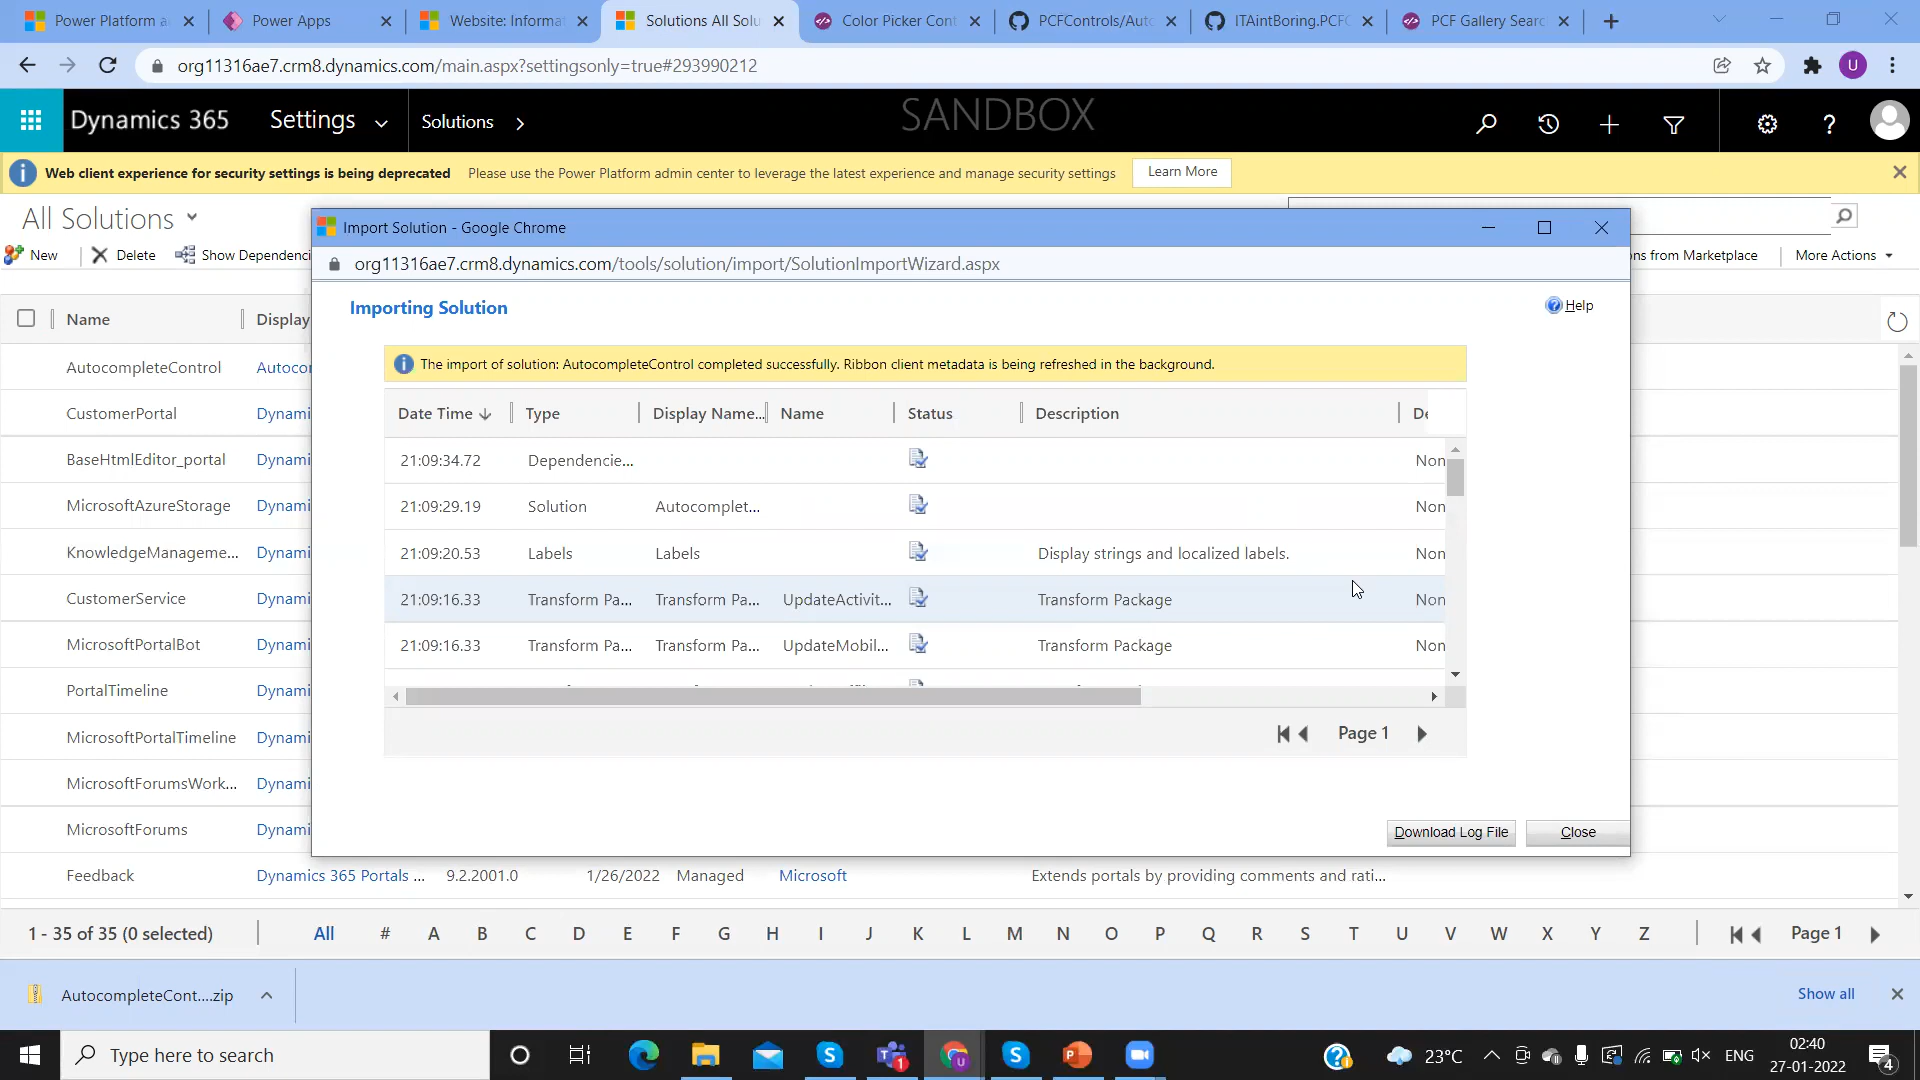 Power Platform a
Power Apps
Website: Informa
Solutions All Solu
Color Picker Con
PCFControls/Aut
ITAintBoring.PCFC
PCF Gallery Sear
org11316ae7.crm8.dynamics.com/main.aspx?settingsonly=true#293990212
U
Dynamics 365
Settings
Solutions
SANDBOX
Web client experience for security settings is being deprecated Please use the Power Platform admin center to leverage the latest experience and manage security settings
Learn More
All Solutions
New
Delete
Show Dependenci
ns from Marketplace
More Actions
Import Solution - Google Chrome
org11316ae7.crm8.dynamics.com/tools/solution/import/SolutionImportWizard.aspx
Importing Solution
Help
The import of solution: AutocompleteControl completed successfully. Ribbon client metadata is being refreshed in the background.
Date Time Type Display Name... Name Status Description De
21:09:34.72 Dependencie... Non
21:09:29.19 Solution Autocomplet... Non
21:09:20.53 Labels Labels Display strings and localized labels. Non
21:09:16.33 Transform Pa... Transform Pa... UpdateActivit... Transform Package Non
21:09:16.33 Transform Pa... Transform Pa... UpdateMobil... Transform Package Non
Page 1
Download Log File
Close
Name Display
AutocompleteControl Autocor
CustomerPortal Dynami
BaseHtmlEditor_portal Dynami
MicrosoftAzureStorage Dynami
KnowledgeManageme... Dynami
CustomerService Dynami
MicrosoftPortalBot Dynami
PortalTimeline Dynami
MicrosoftPortalTimeline Dynami
MicrosoftForumsWork... Dynami
MicrosoftForums Dynami
Feedback Dynamics 365 Portals ... 9.2.2001.0 1/26/2022 Managed Microsoft Extends portals by providing comments and rati...
1 - 35 of 35 (0 selected) All # A B C D E F G H I J K L M N O P Q R S T U V W X Y Z Page 1
AutocompleteCont....zip
Show all
Type here to search
23°C
ENG
02:40
27-01-2022
4